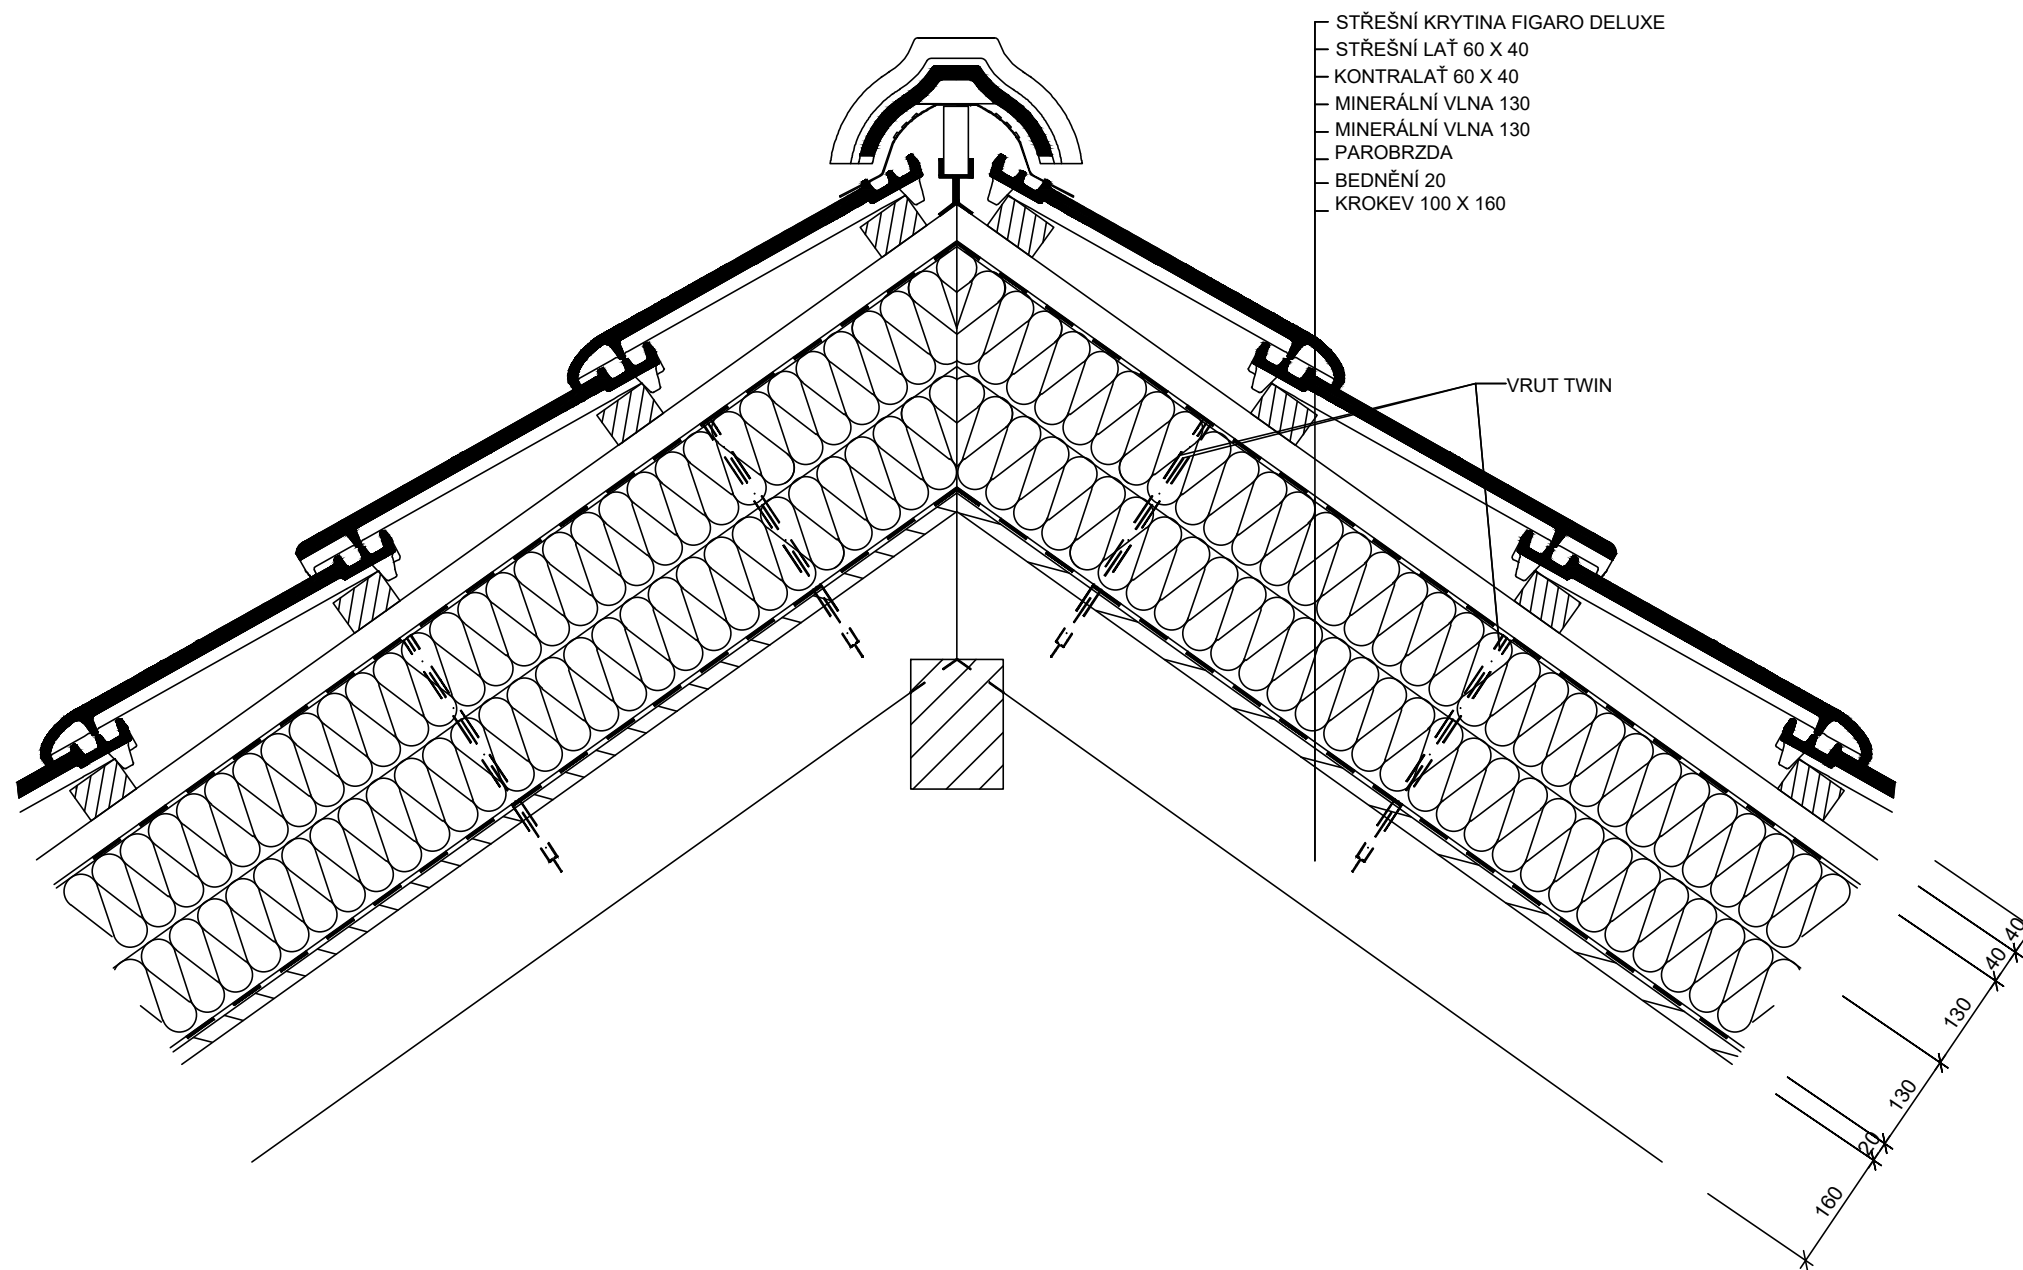 STŘEŠNÍ KRYTINA FIGARO DELUXE
STŘEŠNÍ LAŤ 60 X 40
KONTRALAŤ 60 X 40
MINERÁLNÍ VLNA 130
MINERÁLNÍ VLNA 130
PAROBRZDA
BEDNĚNÍ 20
KROKEV 100 X 160
VRUT TWIN
40
40
130
130
20
160